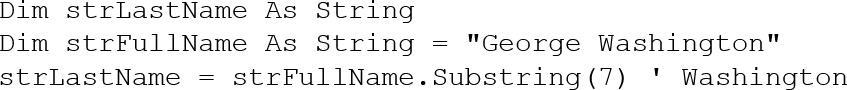 Dim strLastName As String
Dim strFullName As String = "George Washington"
strLastName = strFullName.Substring(7) ' Washington